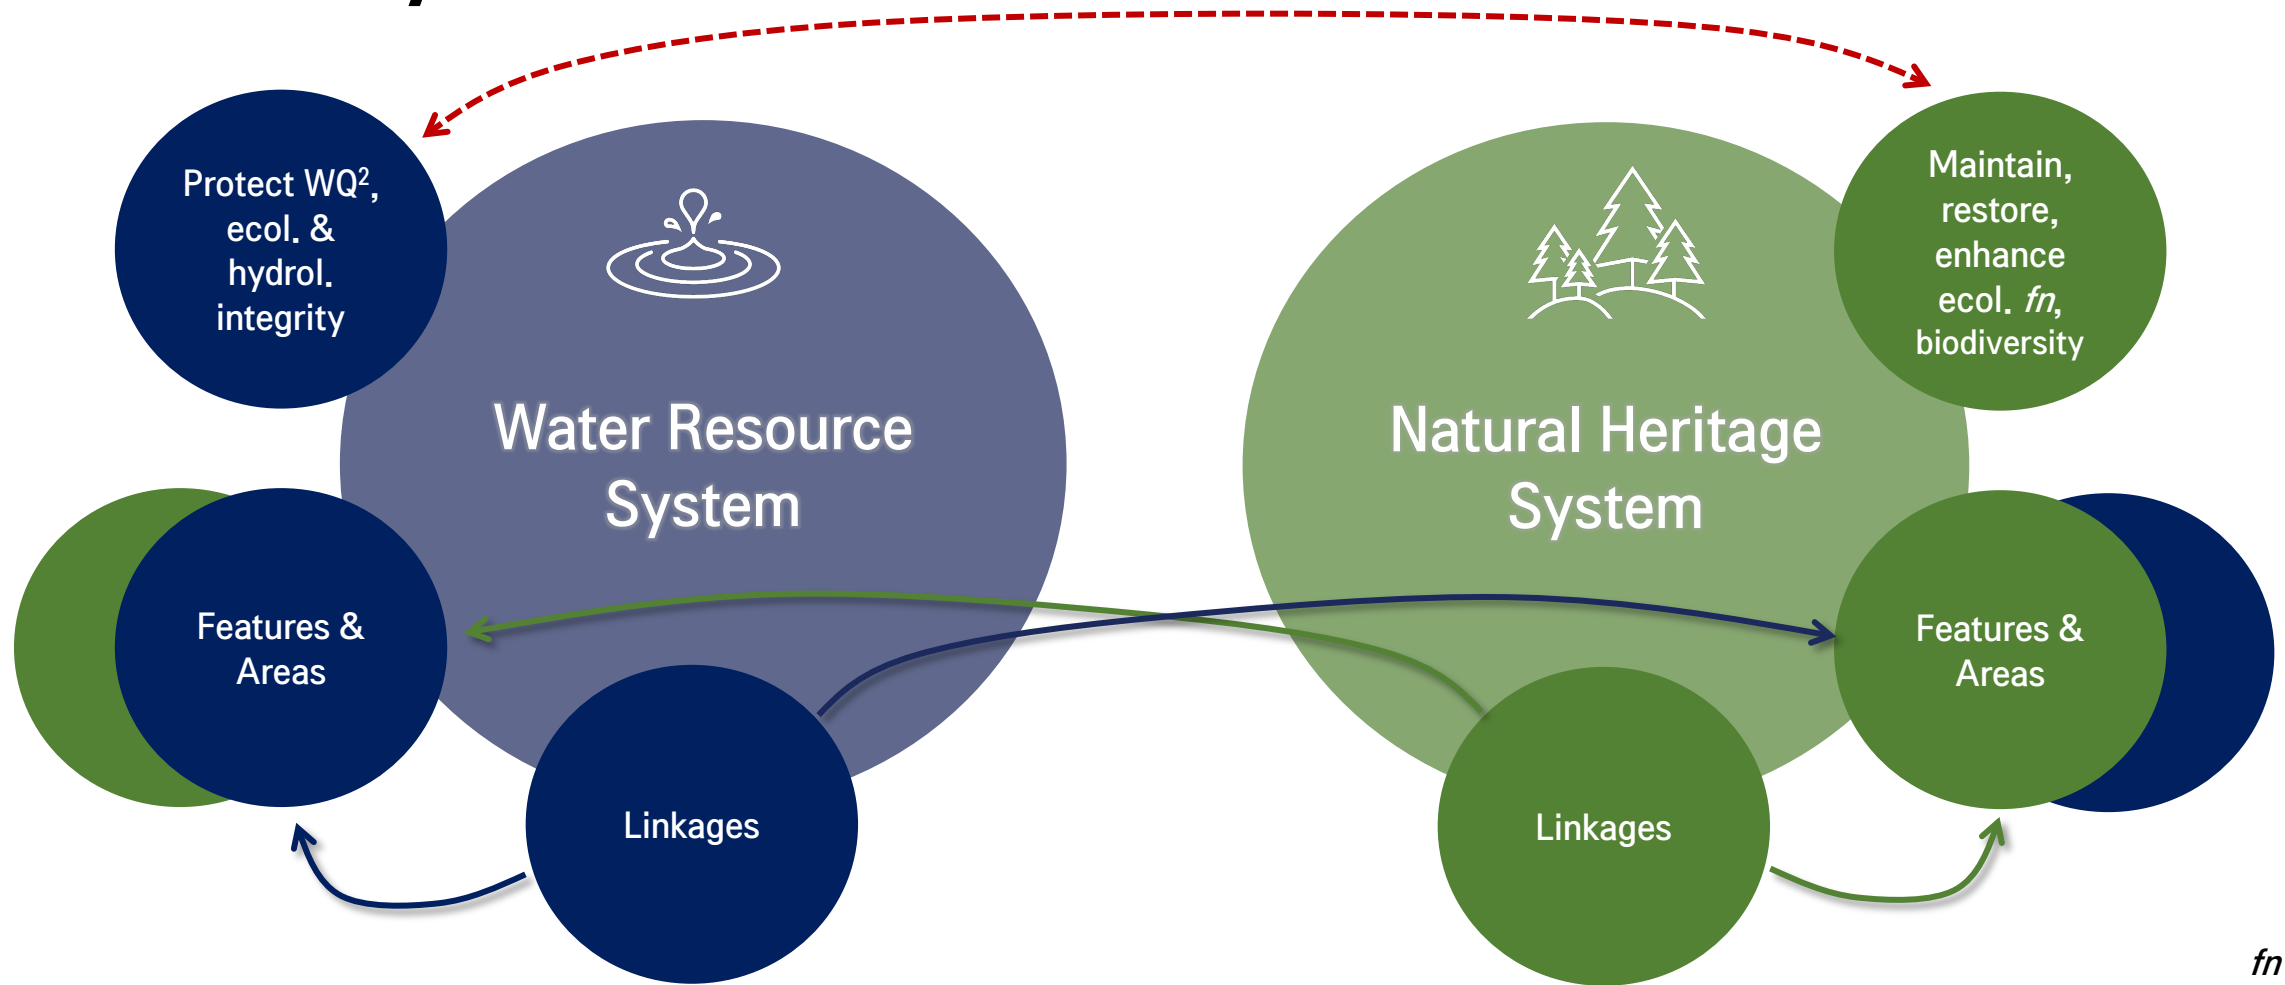 Protect WQ²,
ecol. &
hydrol.
integrity
Water Resource
System
Features &
Areas
Linkages
Maintain,
restore,
enhance
ecol. fn,
biodiversity
Natural Heritage
System
Features &
Areas
Linkages
fn